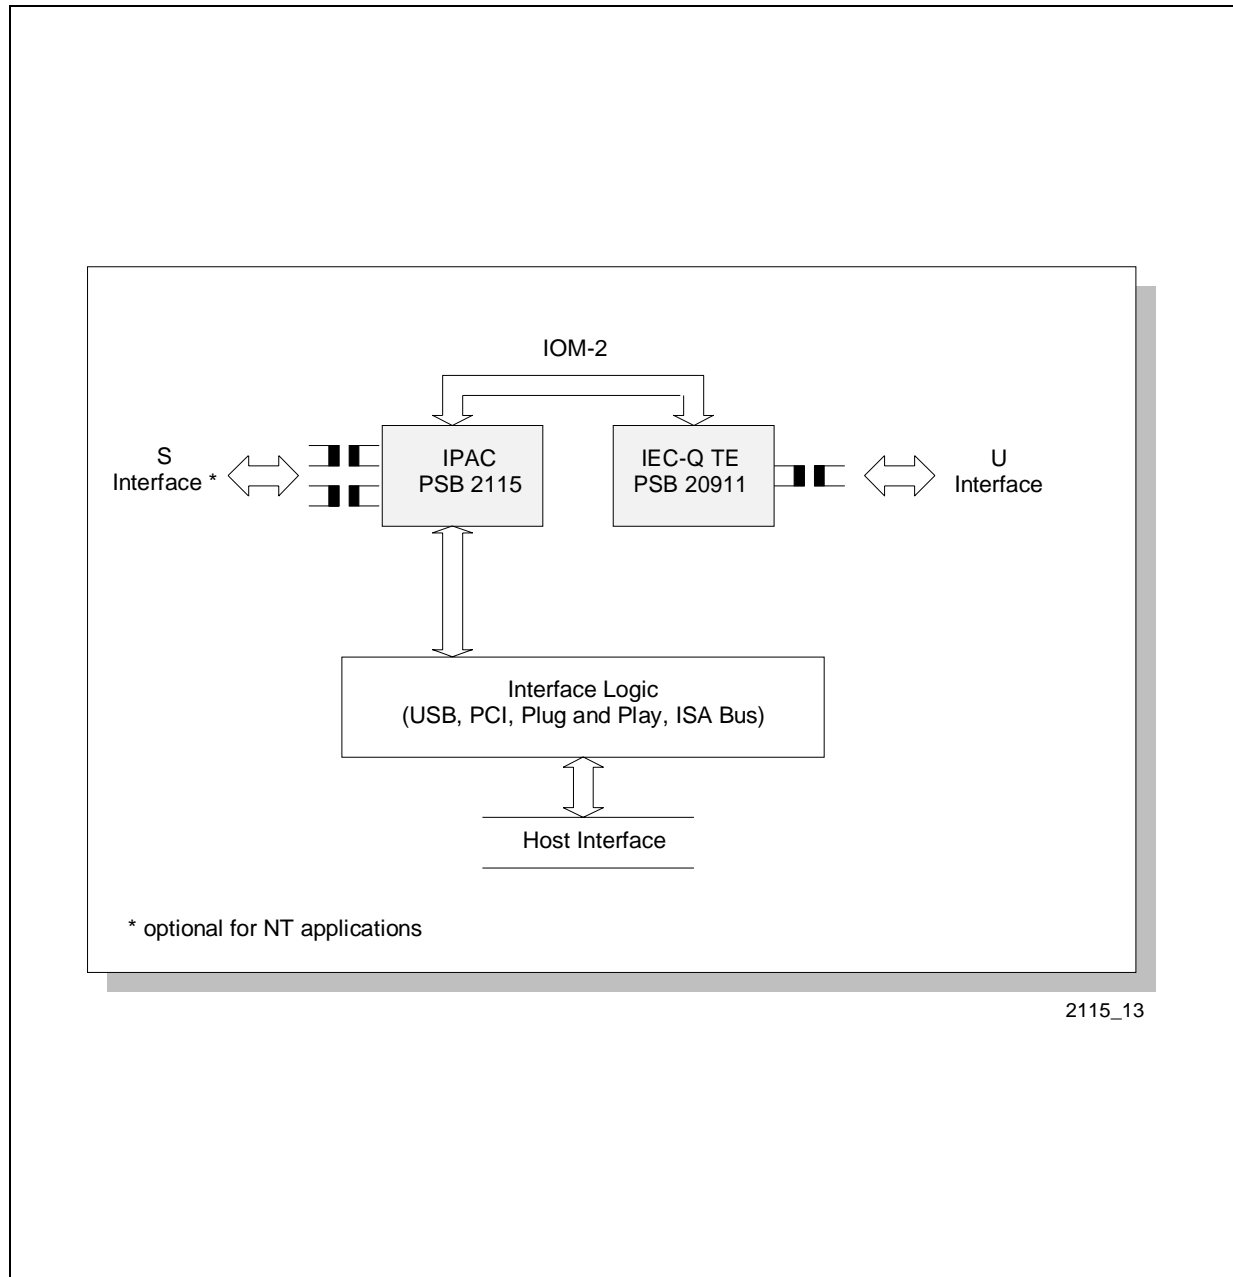 IOM-2
S
Interface *
IPAC
PSB 2115
IEC-Q TE
PSB 20911
U
Interface
Interface Logic
(USB, PCI, Plug and Play, ISA Bus)
Host Interface
* optional for NT applications
2115_13